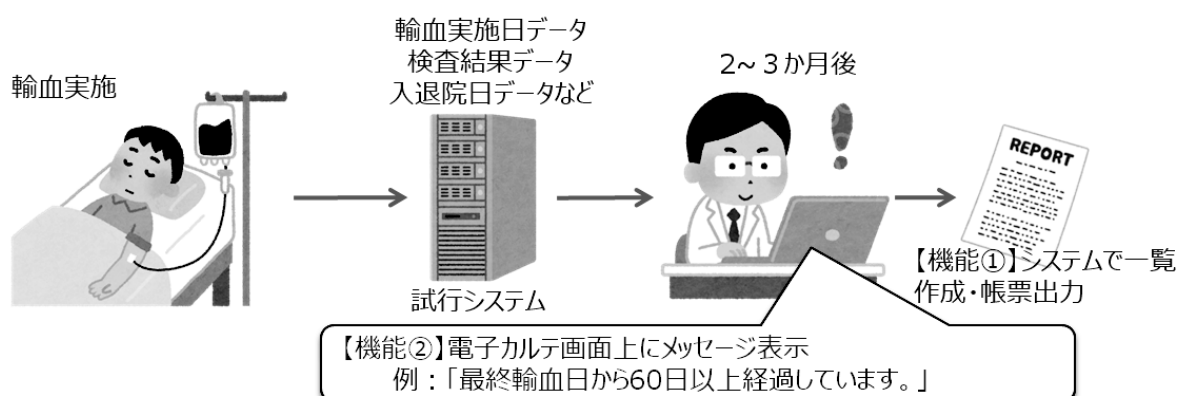 輸血実施
輸血実施日データ
検査結果データ
入退院日データなど
試行システム
2~３か月後
REPORT
【機能①】システムで一覧
作成・帳票出力
【機能②】電子カルテ画面上にメッセージ表示
例：「最終輸血日から60日以上経過しています。」